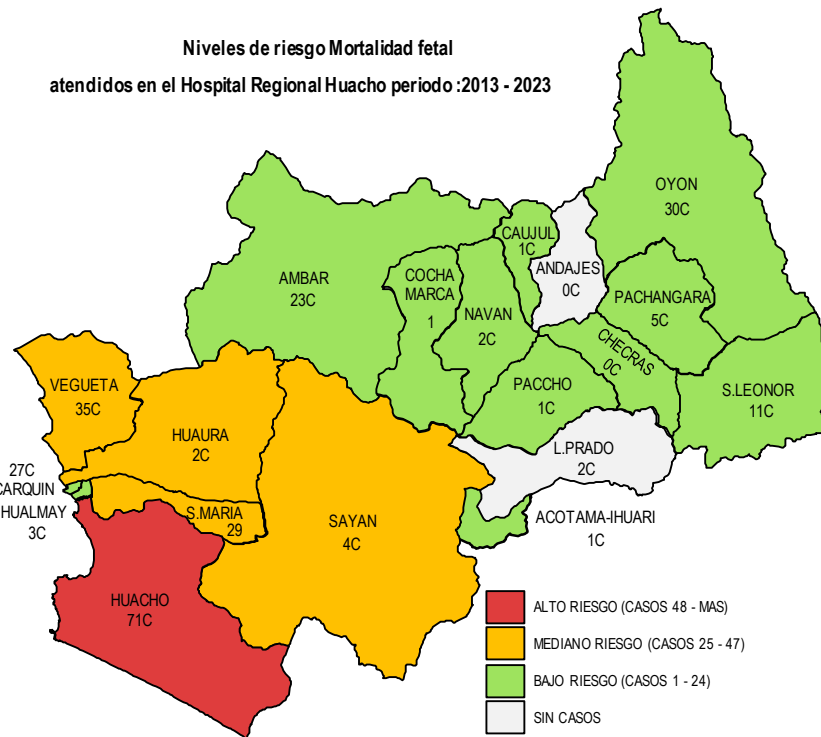 Niveles de riesgo Mortalidad fetal
atendidos en el Hospital Regional Huacho periodo :2013 - 2023
OYON
30C
CAUJUL
1C
ANDAJES
0C
AMBAR
23C
COCHA
MARCA
1
NAVAN
2C
PACHANGARA
5C
CHECRAS
0C
VEGUETA
35C
PACCHO
1C
S.LEONOR
11C
HUAURA
2C
L.PRADO
2C
27C
CARQUIN
HUALMAY
3C
S.MARIA
29
SAYAN
4C
ACOTAMA-IHUARI
1C
HUACHO
71C
ALTO RIESGO (CASOS 48 - MAS)
MEDIANO RIESGO (CASOS 25 - 47)
BAJO RIESGO (CASOS 1 - 24)
SIN CASOS